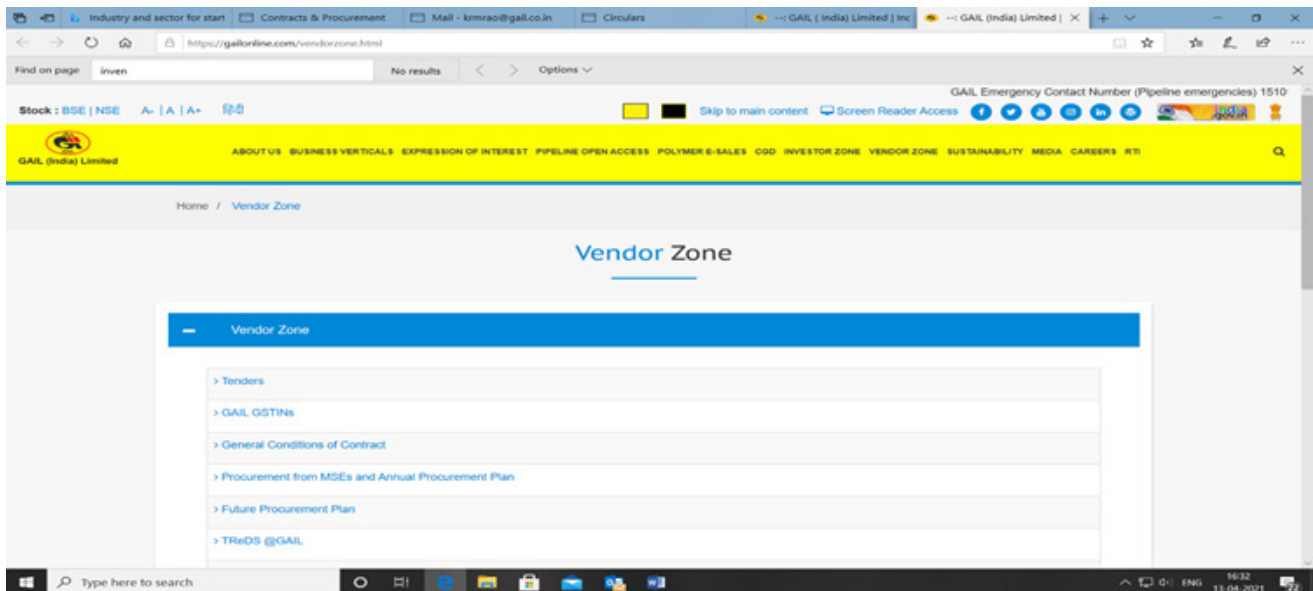 Industry and sector for start
Contracts & Procurement
Mail - krmrao@gail.co.in
Circulars
--: GAIL ( India) Limited | Inc
--: GAIL (India) Limited |
https://gailonline.com/vendorzone.html
Find on page inven No results Options
GAIL Emergency Contact Number (Pipeline emergencies) 1510
Stock : BSE | NSE A- | A | A+ हिंदी Skip to main content Screen Reader Access
GAIL (India) Limited
ABOUT US BUSINESS VERTICALS EXPRESSION OF INTEREST PIPELINE OPEN ACCESS POLYMER E-SALES CGD INVESTOR ZONE VENDOR ZONE SUSTAINABILITY MEDIA CAREERS RTI
Home / Vendor Zone
Vendor Zone
Vendor Zone
> Tenders
> GAIL GSTINs
> General Conditions of Contract
> Procurement from MSEs and Annual Procurement Plan
> Future Procurement Plan
> TReDS @GAIL
Type here to search
ENG
16:32
13-04-2021
22